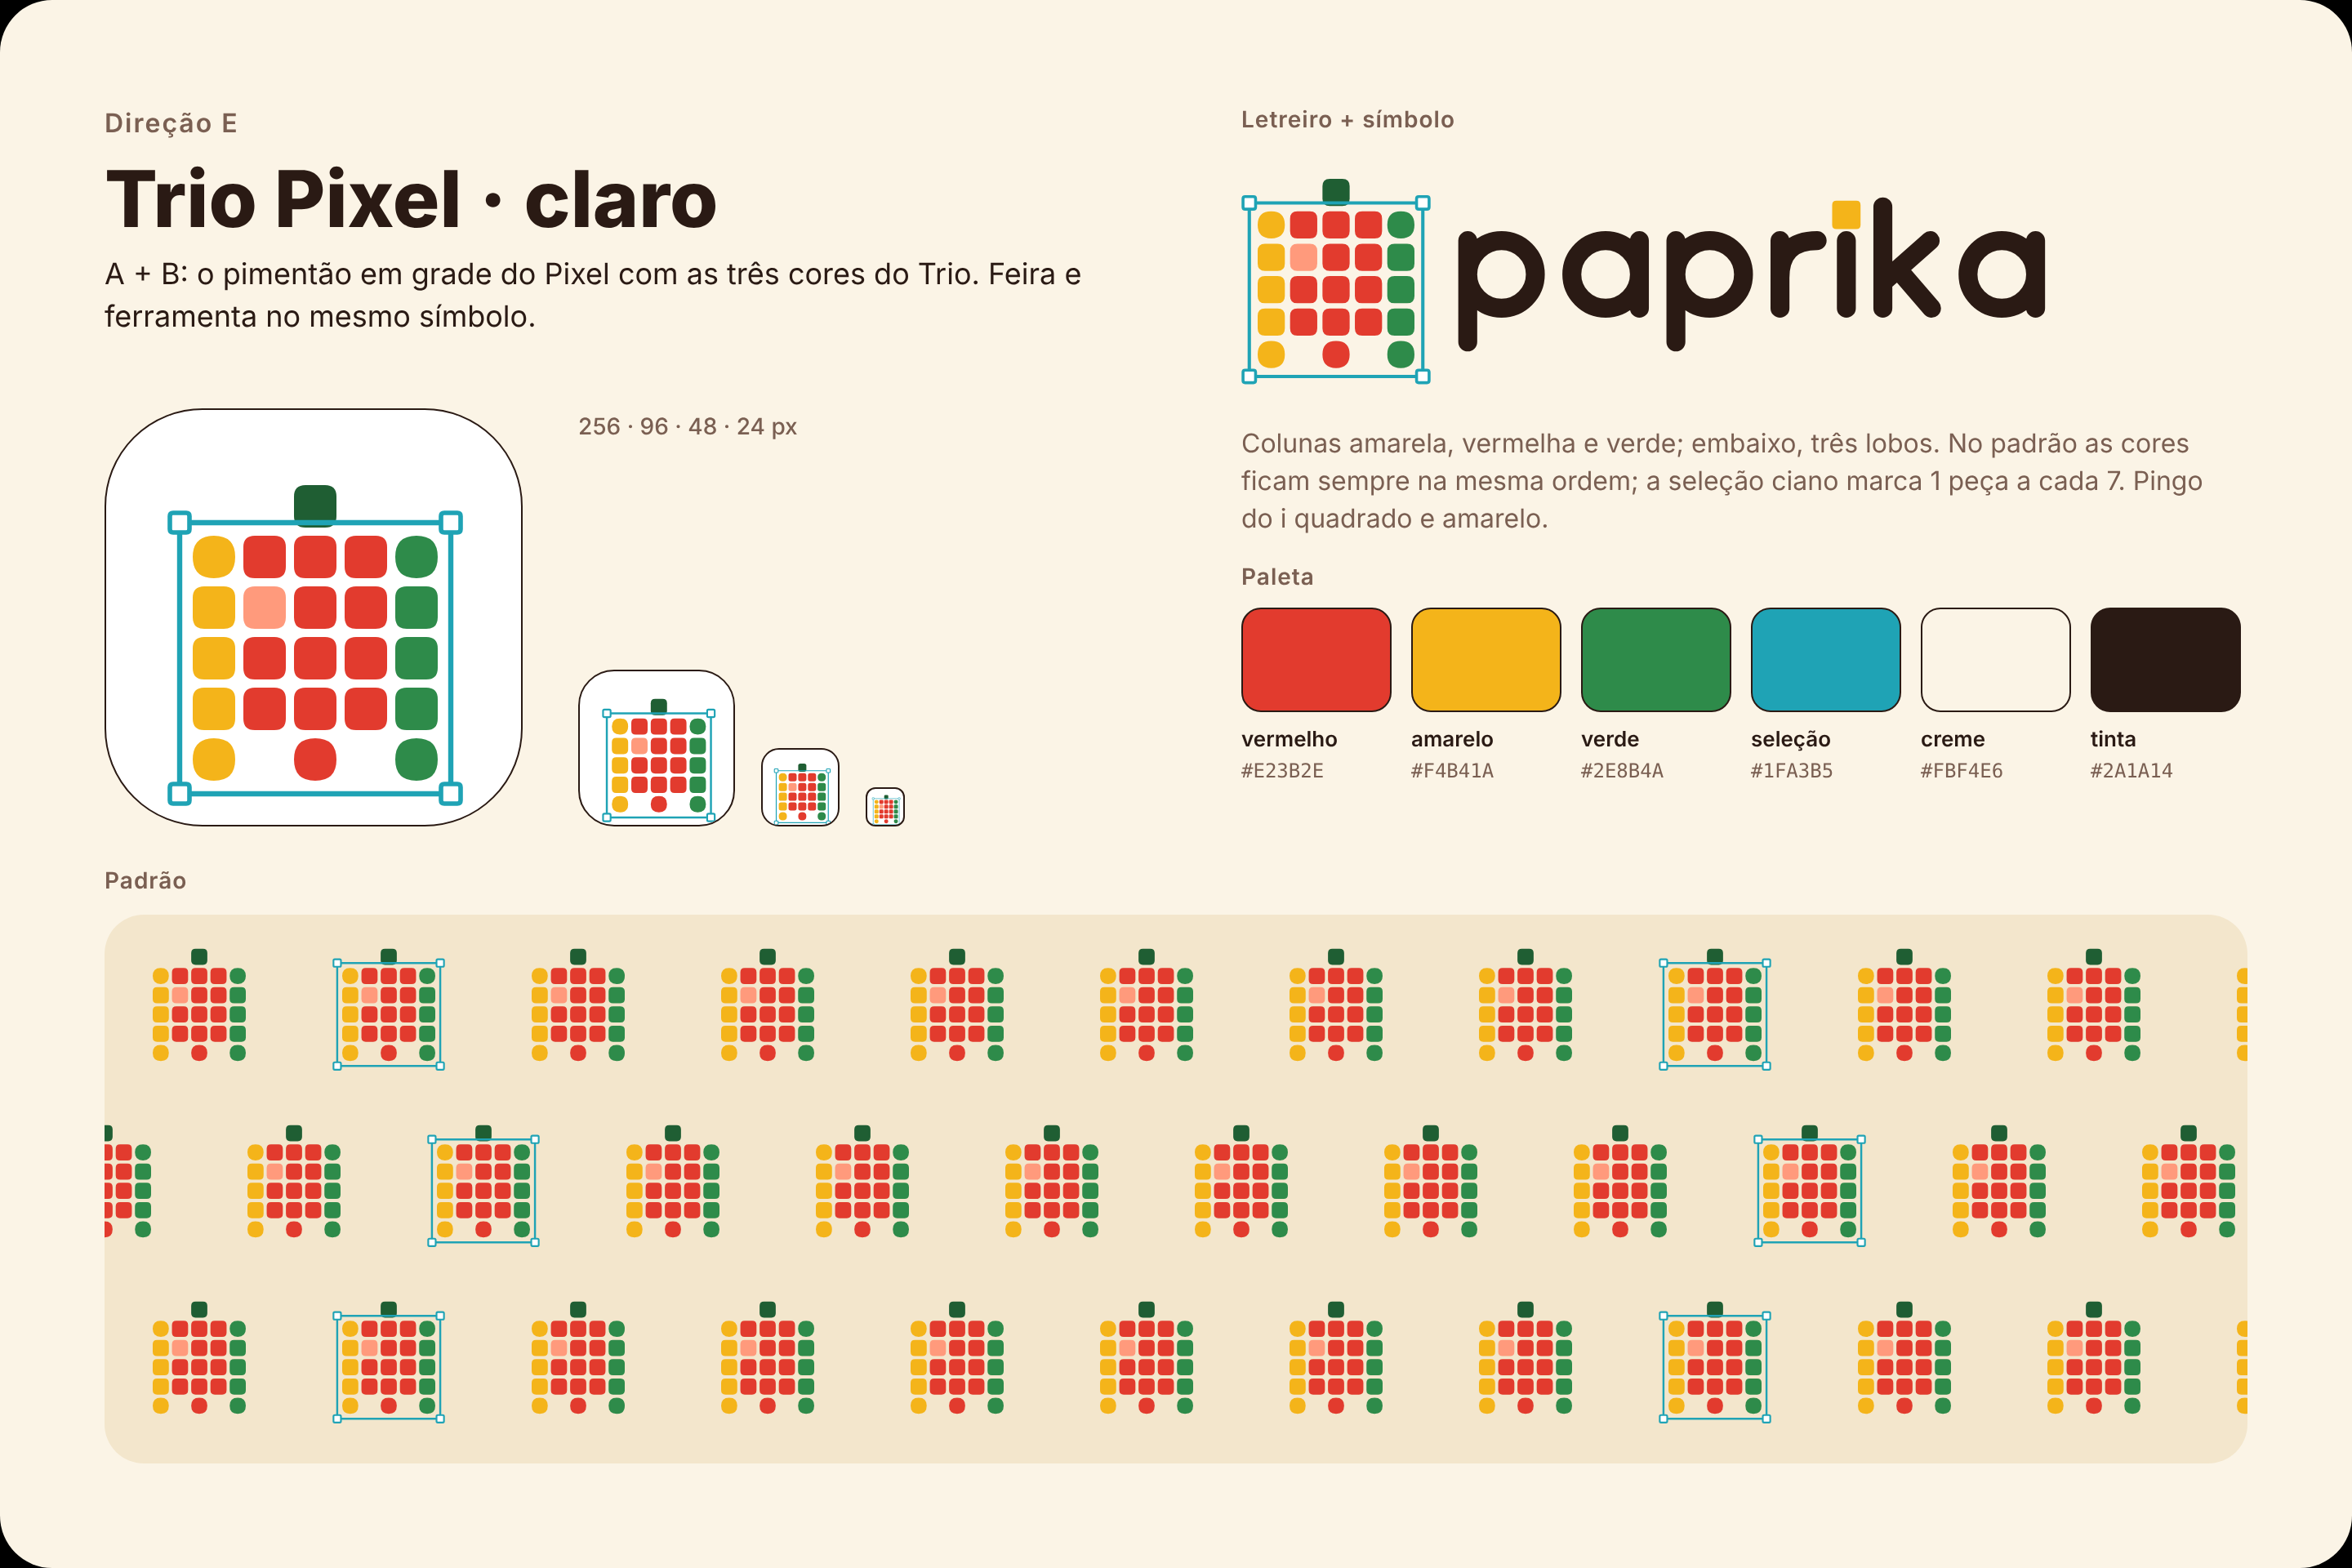 Direção E
Trio Pixel · claro
A + B: o pimentão em grade do Pixel com as três cores do Trio. Feira e
ferramenta no mesmo símbolo.
256 · 96 · 48 · 24 px
Letreiro + símbolo
paprika
Colunas amarela, vermelha e verde; embaixo, três lobos. No padrão as cores
ficam sempre na mesma ordem; a seleção ciano marca 1 peça a cada 7. Pingo
do i quadrado e amarelo.
Paleta
vermelho amarelo verde seleção creme tinta
#E23B2E #F4B41A #2E8B4A #1FA3B5 #FBF4E6 #2A1A14
Padrão